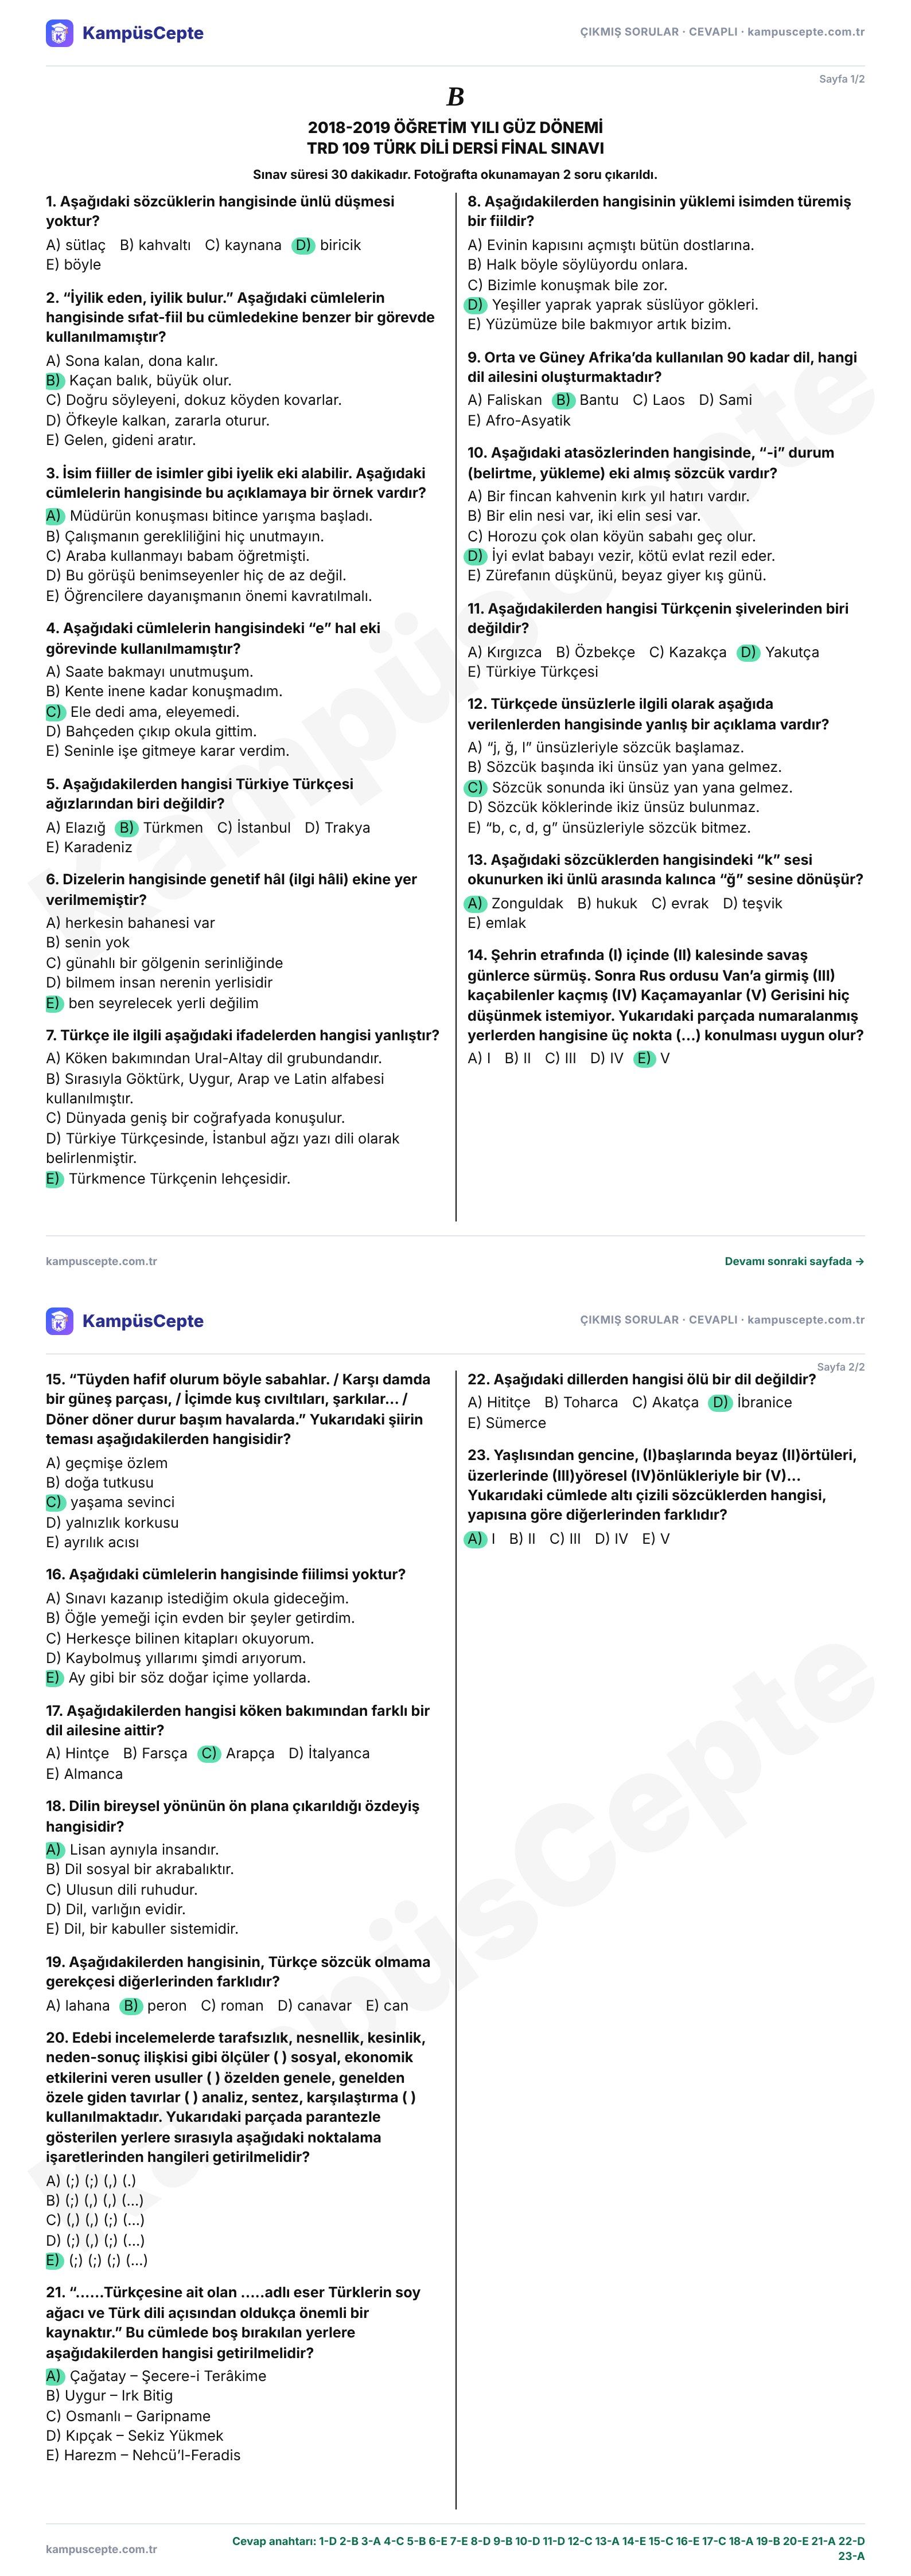 KampüsCepte
ÇIKMIŞ SORULAR · CEVAPLI · kampuscepte.com.tr
Sayfa 1/2
B
2018-2019 ÖĞRETİM YILI GÜZ DÖNEMİ
TRD 109 TÜRK DİLİ DERSİ FİNAL SINAVI
Sınav süresi 30 dakikadır. Fotoğrafta okunamayan 2 soru çıkarıldı.
1. Aşağıdaki sözcüklerin hangisinde ünlü düşmesi
yoktur?
A) sütlaç B) kahvaltı C) kaynana D) biricik
E) böyle
2. “İyilik eden, iyilik bulur.” Aşağıdaki cümlelerin
hangisinde sıfat-fiil bu cümledekine benzer bir görevde
kullanılmamıştır?
A) Sona kalan, dona kalır.
B) Kaçan balık, büyük olur.
C) Doğru söyleyeni, dokuz köyden kovarlar.
D) Öfkeyle kalkan, zararla oturur.
E) Gelen, gideni aratır.
3. İsim fiiller de isimler gibi iyelik eki alabilir. Aşağıdaki
cümlelerin hangisinde bu açıklamaya bir örnek vardır?
A) Müdürün konuşması bitince yarışma başladı.
B) Çalışmanın gerekliliğini hiç unutmayın.
C) Araba kullanmayı babam öğretmişti.
D) Bu görüşü benimseyenler hiç de az değil.
E) Öğrencilere dayanışmanın önemi kavratılmalı.
4. Aşağıdaki cümlelerin hangisindeki “e” hal eki
görevinde kullanılmamıştır?
A) Saate bakmayı unutmuşum.
B) Kente inene kadar konuşmadım.
C) Ele dedi ama, eleyemedi.
D) Bahçeden çıkıp okula gittim.
E) Seninle işe gitmeye karar verdim.
5. Aşağıdakilerden hangisi Türkiye Türkçesi
ağızlarından biri değildir?
A) Elazığ B) Türkmen C) İstanbul D) Trakya
E) Karadeniz
6. Dizelerin hangisinde genetif hâl (ilgi hâli) ekine yer
verilmemiştir?
A) herkesin bahanesi var
B) senin yok
C) günahlı bir gölgenin serinliğinde
D) bilmem insan nerenin yerlisidir
E) ben seyrelecek yerli değilim
7. Türkçe ile ilgili aşağıdaki ifadelerden hangisi yanlıştır?
A) Köken bakımından Ural-Altay dil grubundandır.
B) Sırasıyla Göktürk, Uygur, Arap ve Latin alfabesi
kullanılmıştır.
C) Dünyada geniş bir coğrafyada konuşulur.
D) Türkiye Türkçesinde, İstanbul ağzı yazı dili olarak
belirlenmiştir.
E) Türkmence Türkçenin lehçesidir.
8. Aşağıdakilerden hangisinin yüklemi isimden türemiş
bir fiildir?
A) Evinin kapısını açmıştı bütün dostlarına.
B) Halk böyle söylüyordu onlara.
C) Bizimle konuşmak bile zor.
D) Yeşiller yaprak yaprak süslüyor gökleri.
E) Yüzümüze bile bakmıyor artık bizim.
9. Orta ve Güney Afrika’da kullanılan 90 kadar dil, hangi
dil ailesini oluşturmaktadır?
A) Faliskan B) Bantu C) Laos D) Sami
E) Afro-Asyatik
10. Aşağıdaki atasözlerinden hangisinde, “-i” durum
(belirtme, yükleme) eki almış sözcük vardır?
A) Bir fincan kahvenin kırk yıl hatırı vardır.
B) Bir elin nesi var, iki elin sesi var.
C) Horozu çok olan köyün sabahı geç olur.
D) İyi evlat babayı vezir, kötü evlat rezil eder.
E) Zürefanın düşkünü, beyaz giyer kış günü.
11. Aşağıdakilerden hangisi Türkçenin şivelerinden biri
değildir?
A) Kırgızca B) Özbekçe C) Kazakça D) Yakutça
E) Türkiye Türkçesi
12. Türkçede ünsüzlerle ilgili olarak aşağıda
verilenlerden hangisinde yanlış bir açıklama vardır?
A) “j, ğ, l” ünsüzleriyle sözcük başlamaz.
B) Sözcük başında iki ünsüz yan yana gelmez.
C) Sözcük sonunda iki ünsüz yan yana gelmez.
D) Sözcük köklerinde ikiz ünsüz bulunmaz.
E) “b, c, d, g” ünsüzleriyle sözcük bitmez.
13. Aşağıdaki sözcüklerden hangisindeki “k” sesi
okunurken iki ünlü arasında kalınca “ğ” sesine dönüşür?
A) Zonguldak B) hukuk C) evrak D) teşvik
E) emlak
14. Şehrin etrafında (I) içinde (II) kalesinde savaş
günlerce sürmüş. Sonra Rus ordusu Van’a girmiş (III)
kaçabilenler kaçmış (IV) Kaçamayanlar (V) Gerisini hiç
düşünmek istemiyor. Yukarıdaki parçada numaralanmış
yerlerden hangisine üç nokta (...) konulması uygun olur?
A) I B) II C) III D) IV E) V
kampuscepte.com.tr
Devamı sonraki sayfada →
KampüsCepte
ÇIKMIŞ SORULAR · CEVAPLI · kampuscepte.com.tr
Sayfa 2/2
15. “Tüyden hafif olurum böyle sabahlar. / Karşı damda
bir güneş parçası, / İçimde kuş cıvıltıları, şarkılar... /
Döner döner durur başım havalarda.” Yukarıdaki şiirin
teması aşağıdakilerden hangisidir?
A) geçmişe özlem
B) doğa tutkusu
C) yaşama sevinci
D) yalnızlık korkusu
E) ayrılık acısı
16. Aşağıdaki cümlelerin hangisinde fiilimsi yoktur?
A) Sınavı kazanıp istediğim okula gideceğim.
B) Öğle yemeği için evden bir şeyler getirdim.
C) Herkesçe bilinen kitapları okuyorum.
D) Kaybolmuş yıllarımı şimdi arıyorum.
E) Ay gibi bir söz doğar içime yollarda.
17. Aşağıdakilerden hangisi köken bakımından farklı bir
dil ailesine aittir?
A) Hintçe B) Farsça C) Arapça D) İtalyanca
E) Almanca
18. Dilin bireysel yönünün ön plana çıkarıldığı özdeyiş
hangisidir?
A) Lisan aynıyla insandır.
B) Dil sosyal bir akrabalıktır.
C) Ulusun dili ruhudur.
D) Dil, varlığın evidir.
E) Dil, bir kabuller sistemidir.
19. Aşağıdakilerden hangisinin, Türkçe sözcük olmama
gerekçesi diğerlerinden farklıdır?
A) lahana B) peron C) roman D) canavar E) can
20. Edebi incelemelerde tarafsızlık, nesnellik, kesinlik,
neden-sonuç ilişkisi gibi ölçüler ( ) sosyal, ekonomik
etkilerini veren usuller ( ) özelden genele, genelden
özele giden tavırlar ( ) analiz, sentez, karşılaştırma ( )
kullanılmaktadır. Yukarıdaki parçada parantezle
gösterilen yerlere sırasıyla aşağıdaki noktalama
işaretlerinden hangileri getirilmelidir?
A) (;) (;) (,) (.)
B) (;) (,) (,) (...)
C) (,) (,) (;) (...)
D) (;) (,) (;) (...)
E) (;) (;) (;) (...)
21. “......Türkçesine ait olan .....adlı eser Türklerin soy
ağacı ve Türk dili açısından oldukça önemli bir
kaynaktır.” Bu cümlede boş bırakılan yerlere
aşağıdakilerden hangisi getirilmelidir?
A) Çağatay – Şecere-i Terâkime
B) Uygur – Irk Bitig
C) Osmanlı – Garipname
D) Kıpçak – Sekiz Yükmek
E) Harezm – Nehcü’l-Feradis
22. Aşağıdaki dillerden hangisi ölü bir dil değildir?
A) Hititçe B) Toharca C) Akatça D) İbranice
E) Sümerce
23. Yaşlısından gencine, (I)başlarında beyaz (II)örtüleri,
üzerlerinde (III)yöresel (IV)önlükleriyle bir (V)...
Yukarıdaki cümlede altı çizili sözcüklerden hangisi,
yapısına göre diğerlerinden farklıdır?
A) I B) II C) III D) IV E) V
kampuscepte.com.tr
Cevap anahtarı: 1-D 2-B 3-A 4-C 5-B 6-E 7-E 8-D 9-B 10-D 11-D 12-C 13-A 14-E 15-C 16-E 17-C 18-A 19-B 20-E 21-A 22-D
23-A